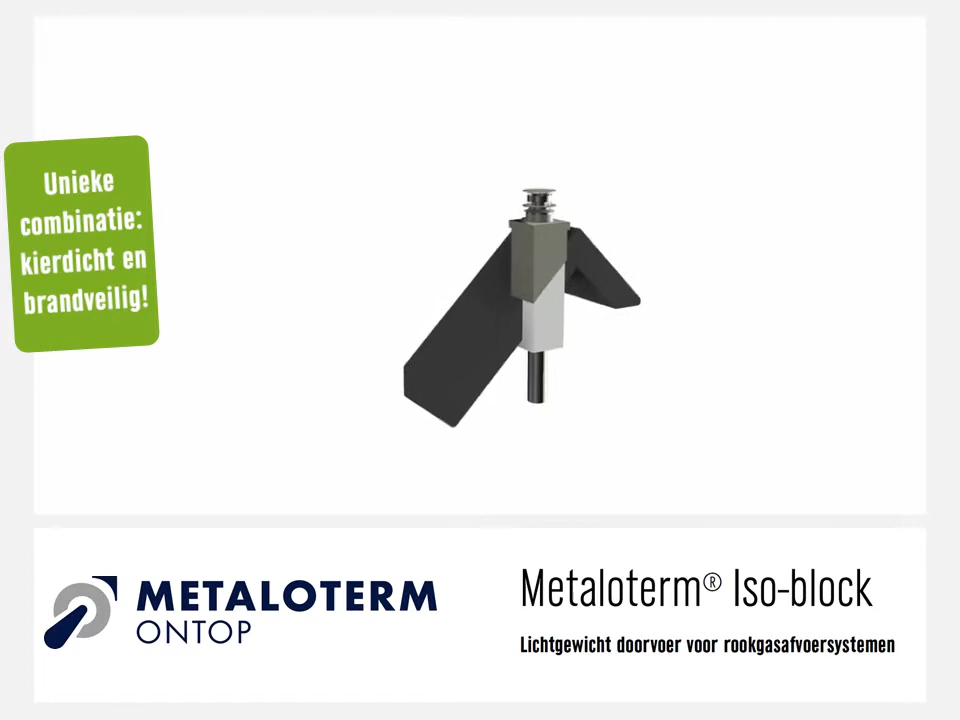 Unieke
combinatie:
kierdicht en
brandveilig!
METALOTERM
ONTOP
Metaloterm® Iso-block
Lichtgewicht doorvoer voor rookgasafvoersystemen